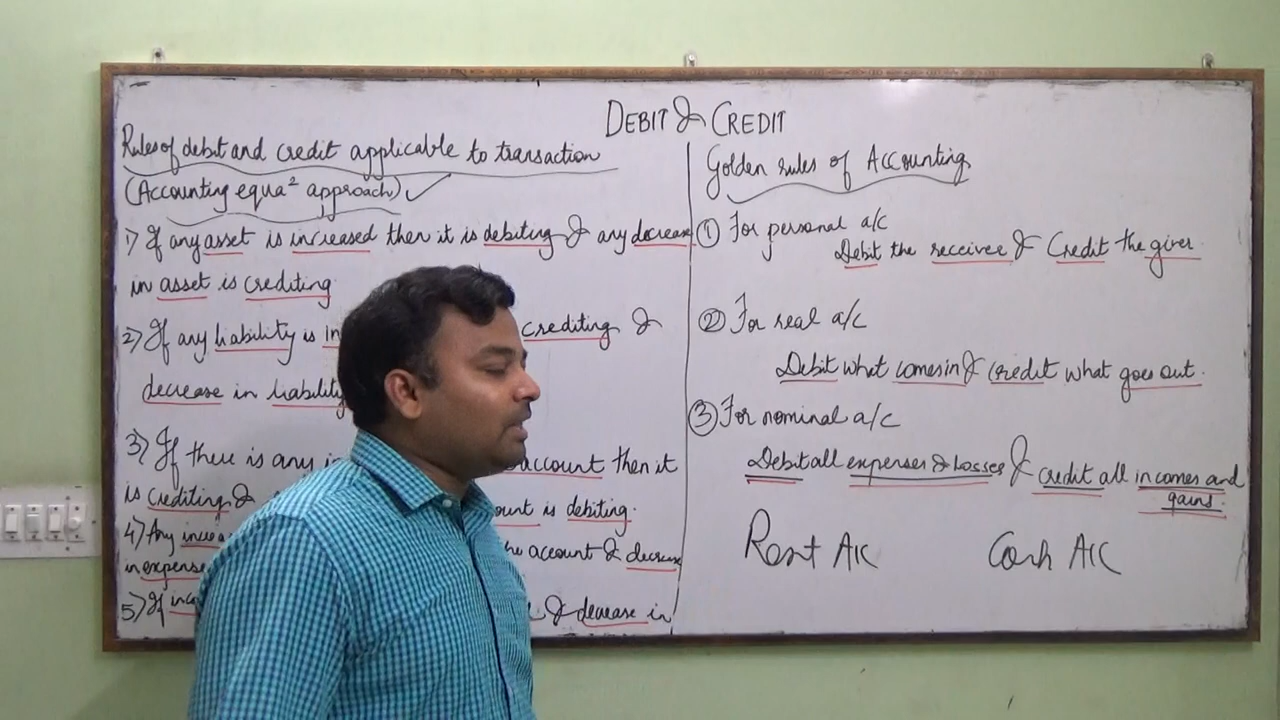 DEBIT & CREDIT
Rules of debit and credit applicable to transaction
(Accounting equaⁿ approach) ✓
1) If any asset is increased then it is debiting & any decrease
in asset is crediting
2) If any liability is in crediting &
decrease in liability
3) If there is any in account then it
is crediting & ount is debiting.
4) Any increa he account & decrease
in expense
5) If inco & decrease in
Golden rules of Accounting
① For personal a/c
Debit the receiver & Credit the giver
② For real a/c
Debit what comes in & credit what goes out.
③ For nominal a/c
Debit all expenses & losses & credit all incomes and
gains.
Rent A/C Cash A/C